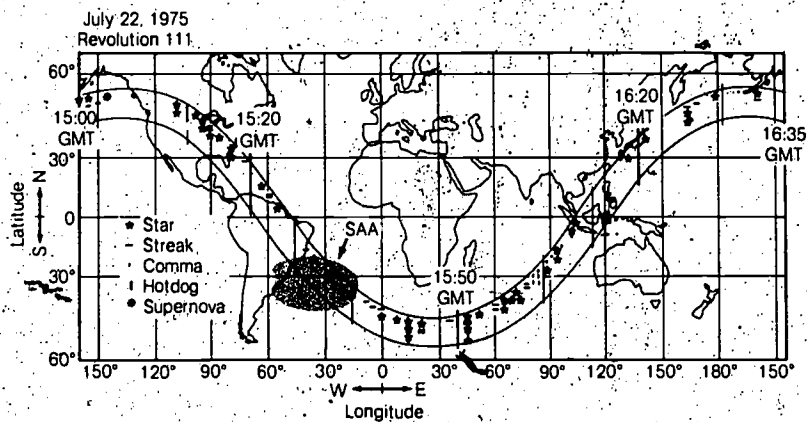 July 22, 1975
Revolution 111
60°
15:00
GMT
15:20
GMT
16:20
GMT
16:35
GMT
30°
Latitude
S N
0
SAA
Star
Streak
Comma
Hotdog
Supernova
30°
15:50
GMT
60°
150° 120° 90° 60° 30° 0 30° 60° 90° 120° 150° 180° 150°
W E
Longitude